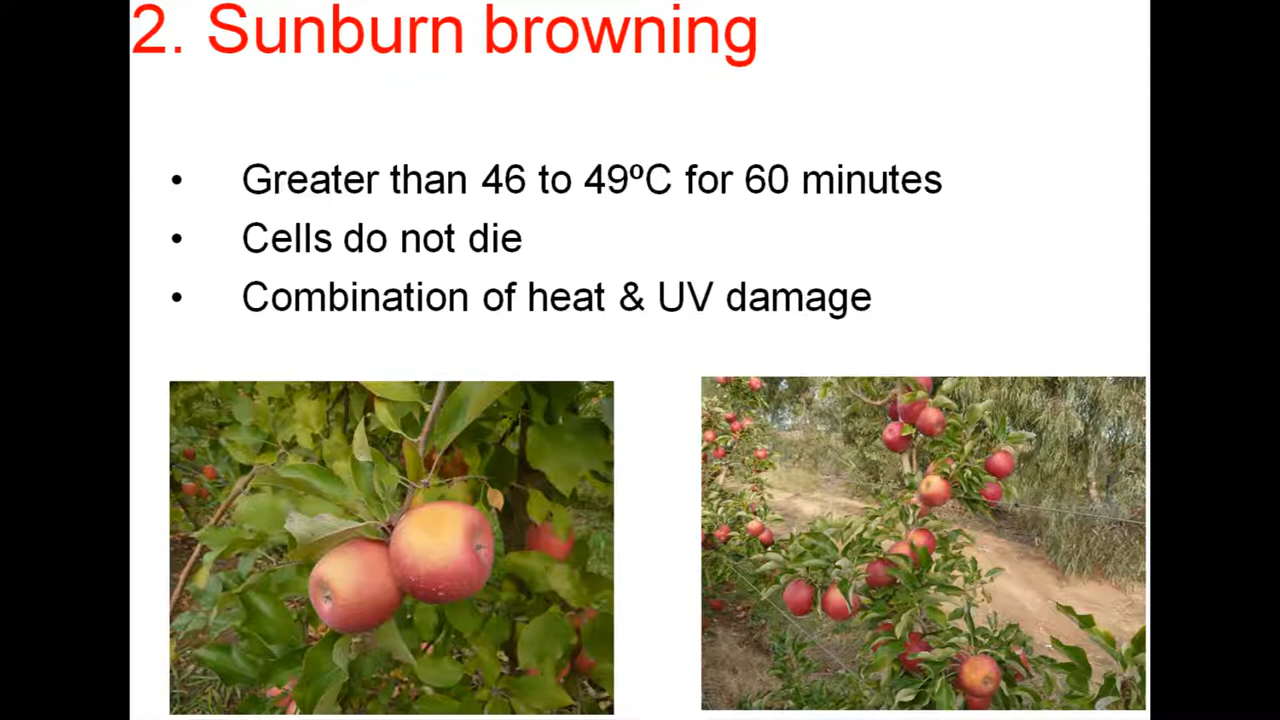 2. Sunburn browning
• Greater than 46 to 49ºC for 60 minutes
• Cells do not die
• Combination of heat & UV damage